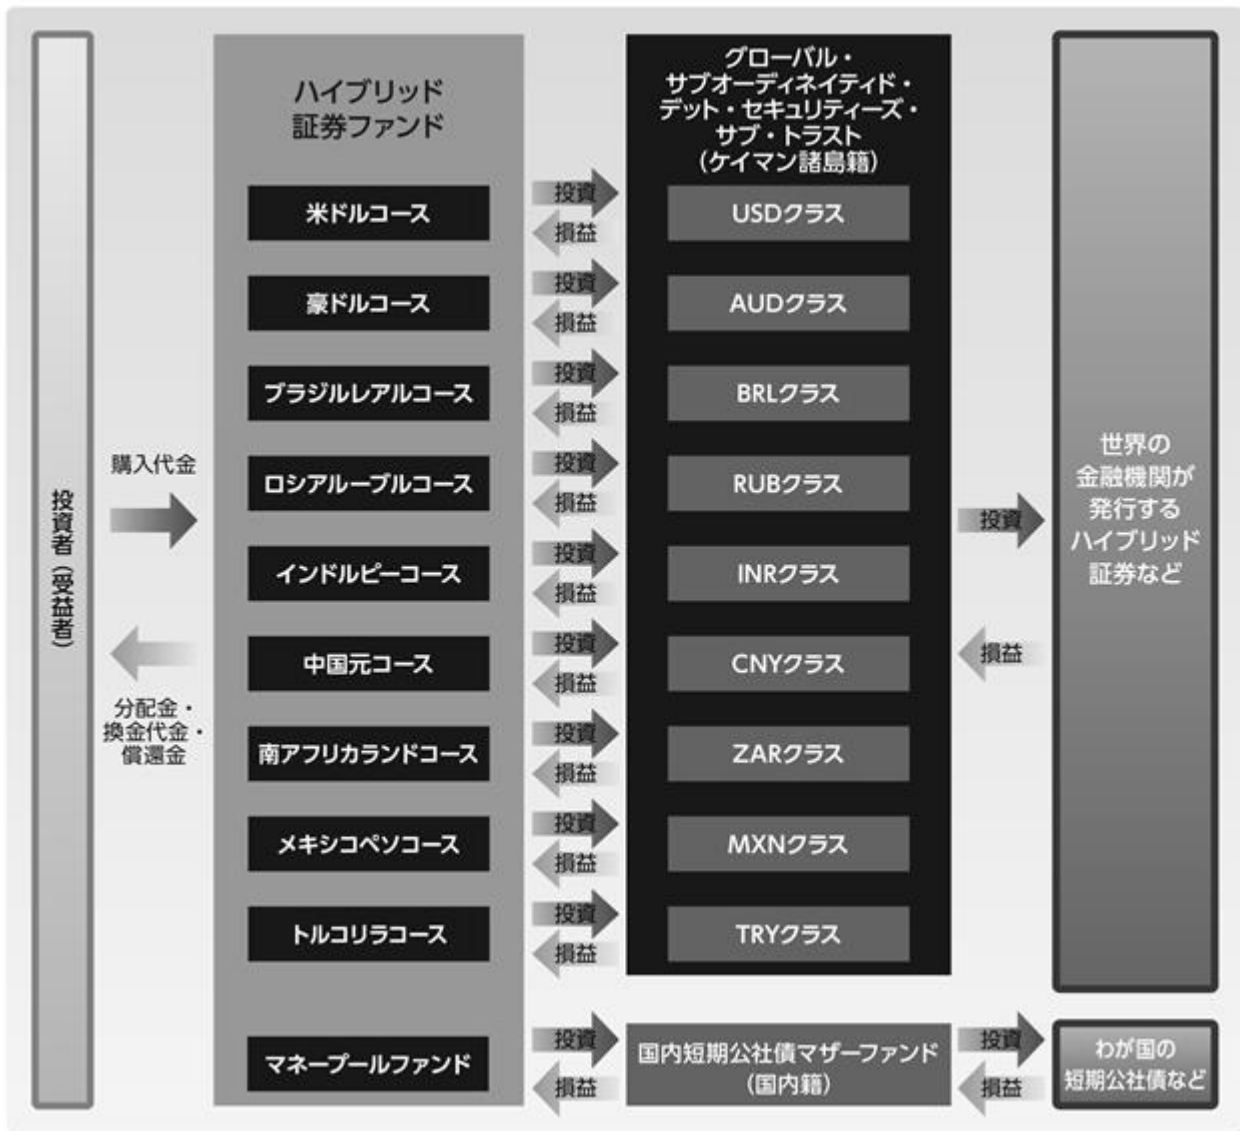 投資者(受益者)
購入代金
分配金・
換金代金・
償還金
ハイブリッド
証券ファンド
グローバル・
サブオーディネイティド・
デット・セキュリティーズ・
サブ・トラスト
(ケイマン諸島籍)
米ドルコース
投資
損益
USDクラス
豪ドルコース
投資
損益
AUDクラス
ブラジルレアルコース
投資
損益
BRLクラス
ロシアルーブルコース
投資
損益
RUBクラス
インドルピーコース
投資
損益
INRクラス
中国元コース
投資
損益
CNYクラス
南アフリカランドコース
投資
損益
ZARクラス
メキシコペソコース
投資
損益
MXNクラス
トルコリラコース
投資
損益
TRYクラス
投資
損益
世界の
金融機関が
発行する
ハイブリッド
証券など
マネープールファンド
投資
損益
国内短期公社債マザーファンド
(国内籍)
投資
損益
わが国の
短期公社債など